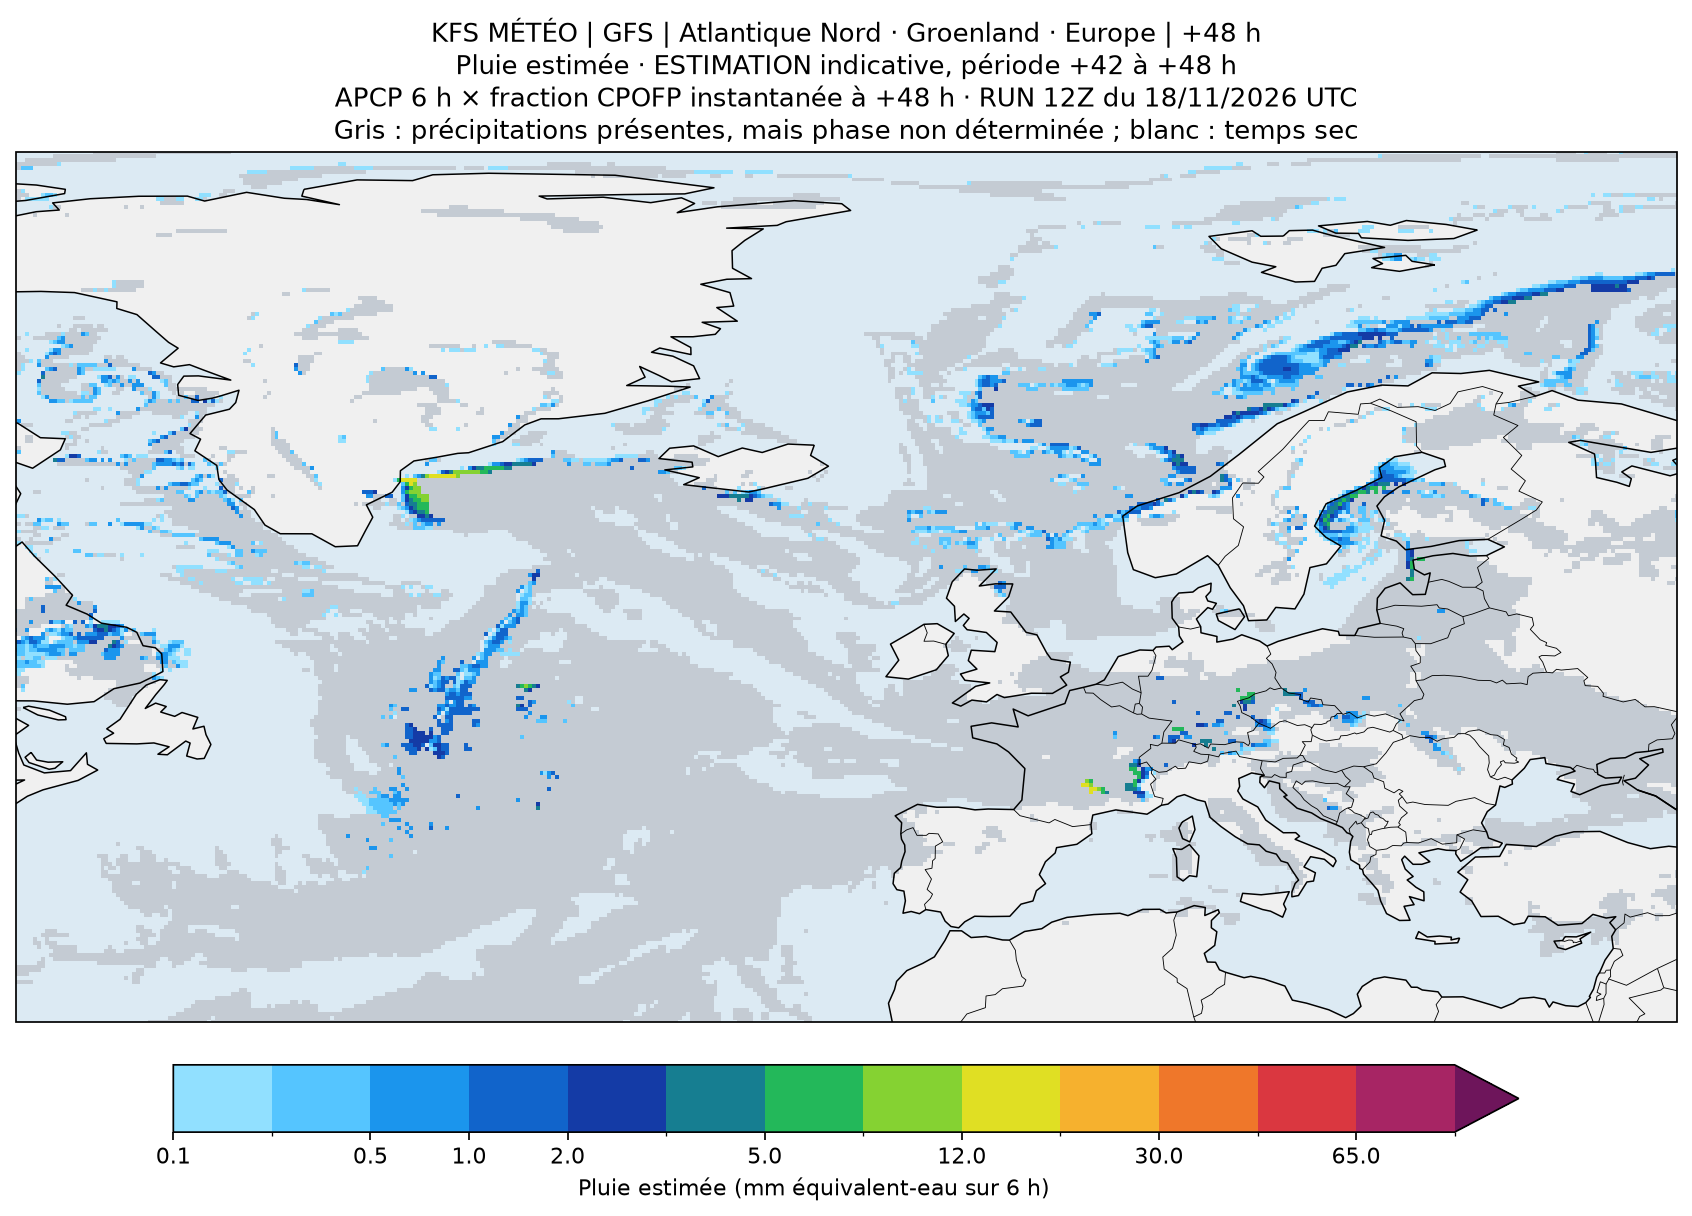 KFS MÉTÉO | GFS | Atlantique Nord · Groenland · Europe | +48 h
Pluie estimée · ESTIMATION indicative, période +42 à +48 h
APCP 6 h × fraction CPOFP instantanée à +48 h · RUN 12Z du 18/11/2026 UTC
Gris : précipitations présentes, mais phase non déterminée ; blanc : temps sec
0.1 0.5 1.0 2.0 5.0 12.0 30.0 65.0
Pluie estimée (mm équivalent-eau sur 6 h)